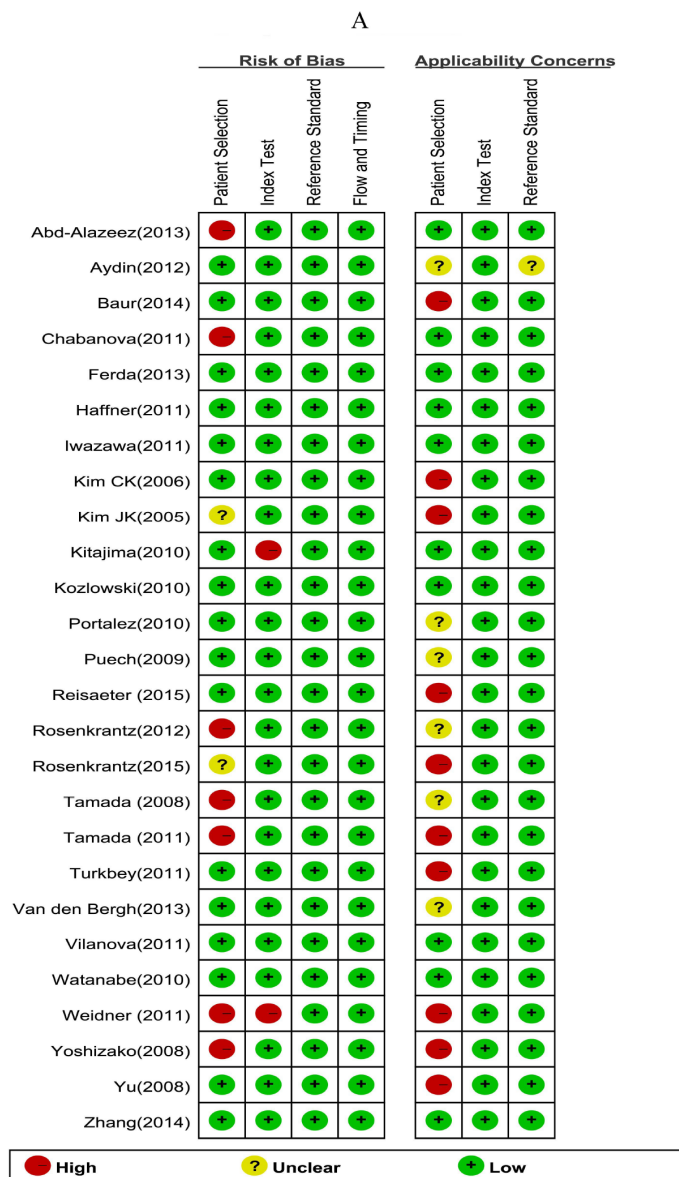 A
Risk of Bias Applicability Concerns
Patient Selection Index Test Reference Standard Flow and Timing Patient Selection Index Test Reference Standard
Abd-Alazeez(2013) - + + + + + +
Aydin(2012) + + + + ? + ?
Baur(2014) + + + + - + +
Chabanova(2011) - + + + + + +
Ferda(2013) + + + + + + +
Haffner(2011) + + + + + + +
Iwazawa(2011) + + + + + + +
Kim CK(2006) + + + + - + +
Kim JK(2005) ? + + + - + +
Kitajima(2010) + - + + + + +
Kozlowski(2010) + + + + + + +
Portalez(2010) + + + + ? + +
Puech(2009) + + + + ? + +
Reisaeter (2015) + + + + - + +
Rosenkrantz(2012) - + + + ? + +
Rosenkrantz(2015) ? + + + - + +
Tamada (2008) - + + + ? + +
Tamada (2011) - + + + - + +
Turkbey(2011) + + + + - + +
Van den Bergh(2013) + + + + ? + +
Vilanova(2011) + + + + + + +
Watanabe(2010) + + + + + + +
Weidner (2011) - - + + - + +
Yoshizako(2008) - + + + - + +
Yu(2008) + + + + - + +
Zhang(2014) + + + + + + +
- High ? Unclear + Low